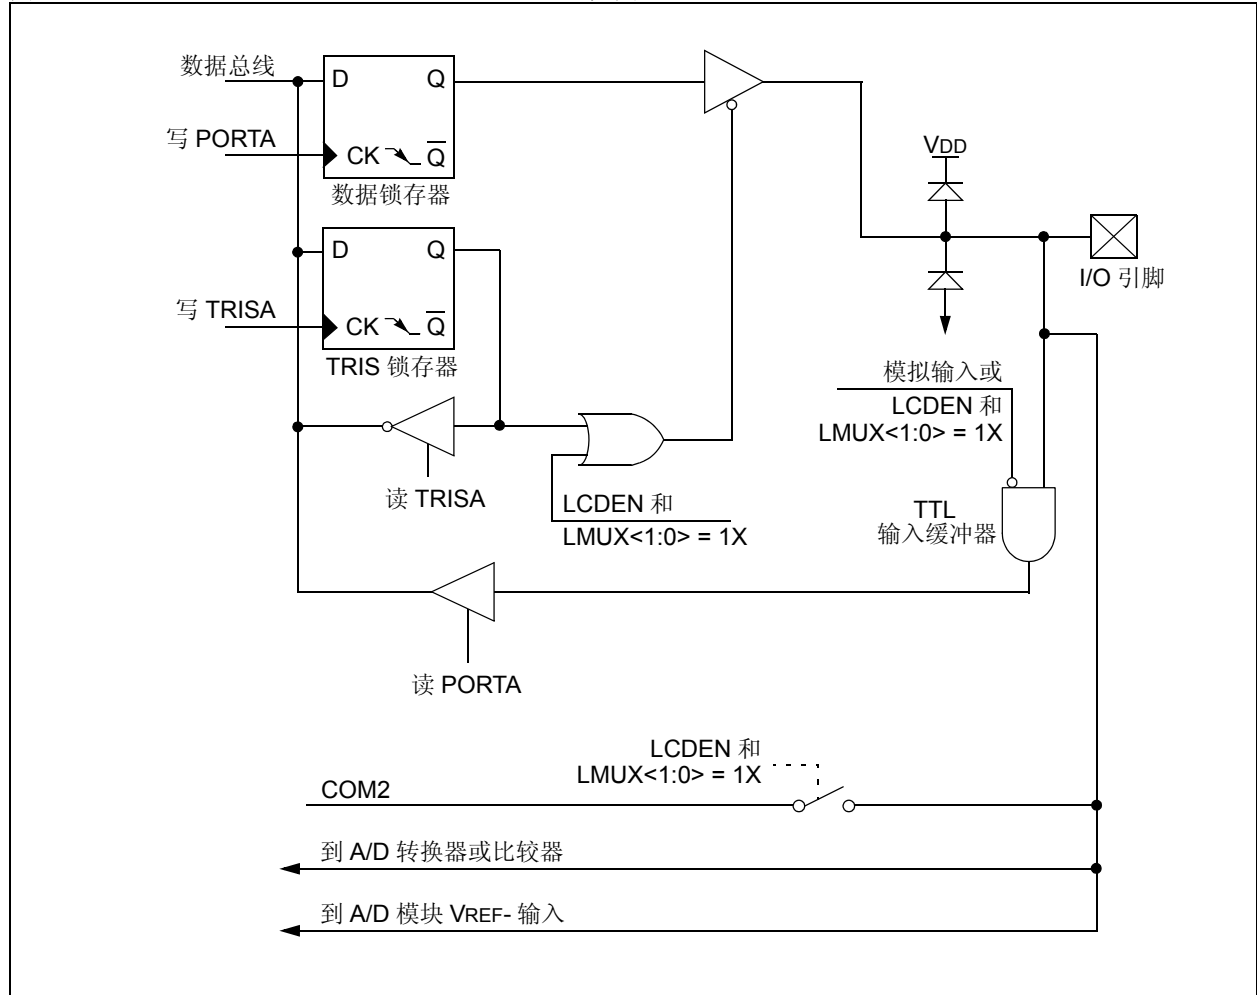 数据总线
D
Q
写 PORTA
CK
Q
数据锁存器
VDD
D
Q
I/O 引脚
写 TRISA
CK
Q
TRIS 锁存器
模拟输入或
LCDEN 和
LMUX<1:0> = 1X
读 TRISA
LCDEN 和
LMUX<1:0> = 1X
TTL
输入缓冲器
读 PORTA
LCDEN 和
LMUX<1:0> = 1X
COM2
到 A/D 转换器或比较器
到 A/D 模块 VREF- 输入